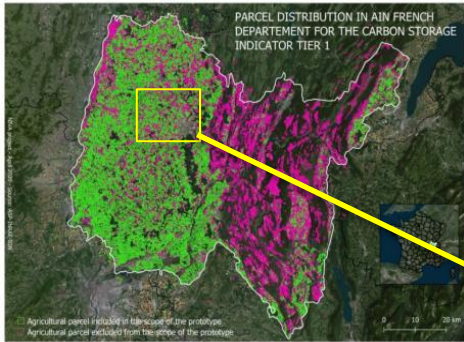 PARCEL DISTRIBUTION IN AIN FRENCH
DEPARTEMENT FOR THE CARBON STORAGE
INDICATOR TIER 1
Agricultural parcel included in the scope of the prototype
Agricultural parcel excluded from the scope of the prototype
0 10 20 km